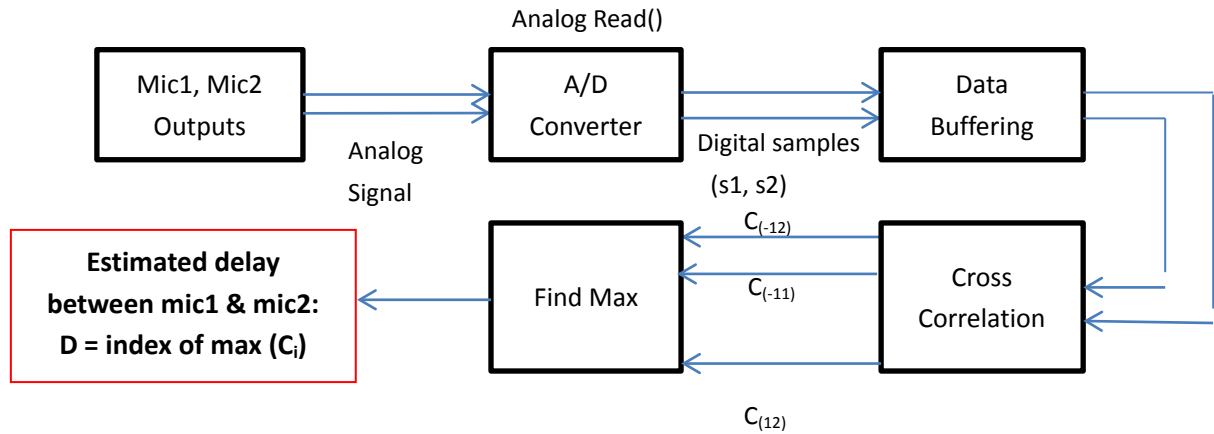 Analog Read()
Mic1, Mic2
Outputs
A/D
Converter
Data
Buffering
Analog
Signal
Digital samples
(s1, s2)
C(-12)
C(-11)
C(12)
Cross
Correlation
Find Max
Estimated delay
between mic1 & mic2:
D = index of max (Ci)